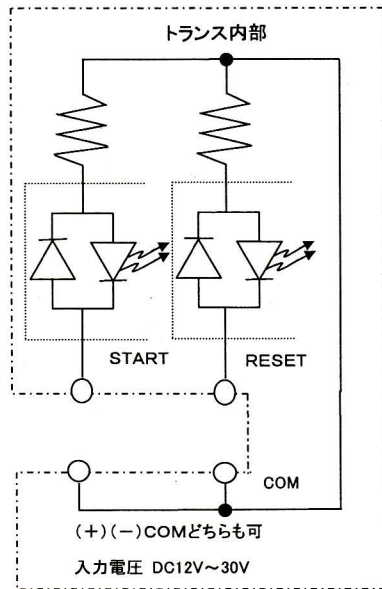 トランス内部
START
RESET
COM
(+)(-)COMどちらも可
入力電圧 DC12V～30V